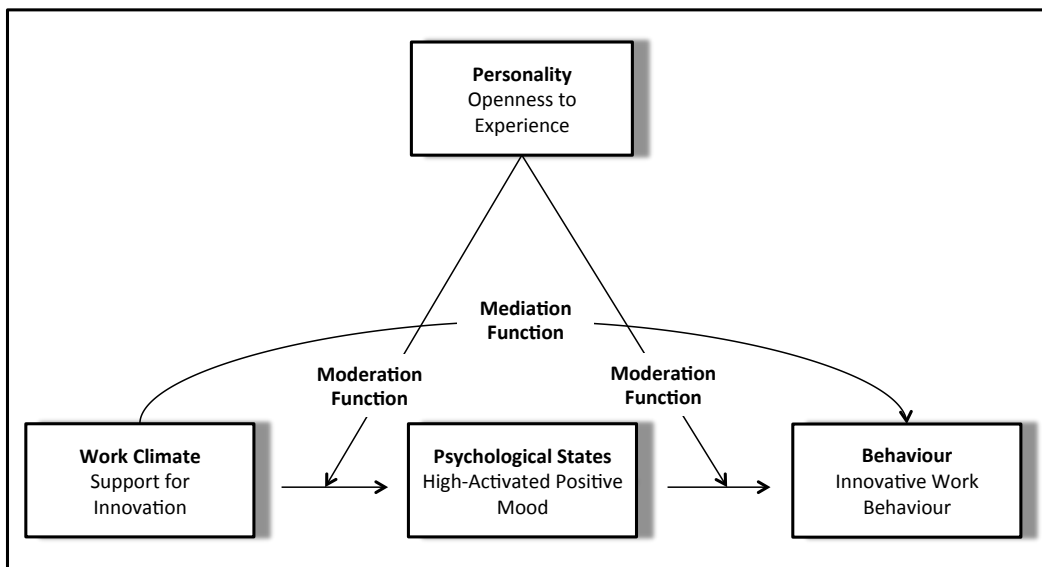 Personality
Openness to
Experience
Mediation
Function
Moderation
Function
Moderation
Function
Work Climate
Support for
Innovation
Psychological States
High-Activated Positive
Mood
Behaviour
Innovative Work
Behaviour